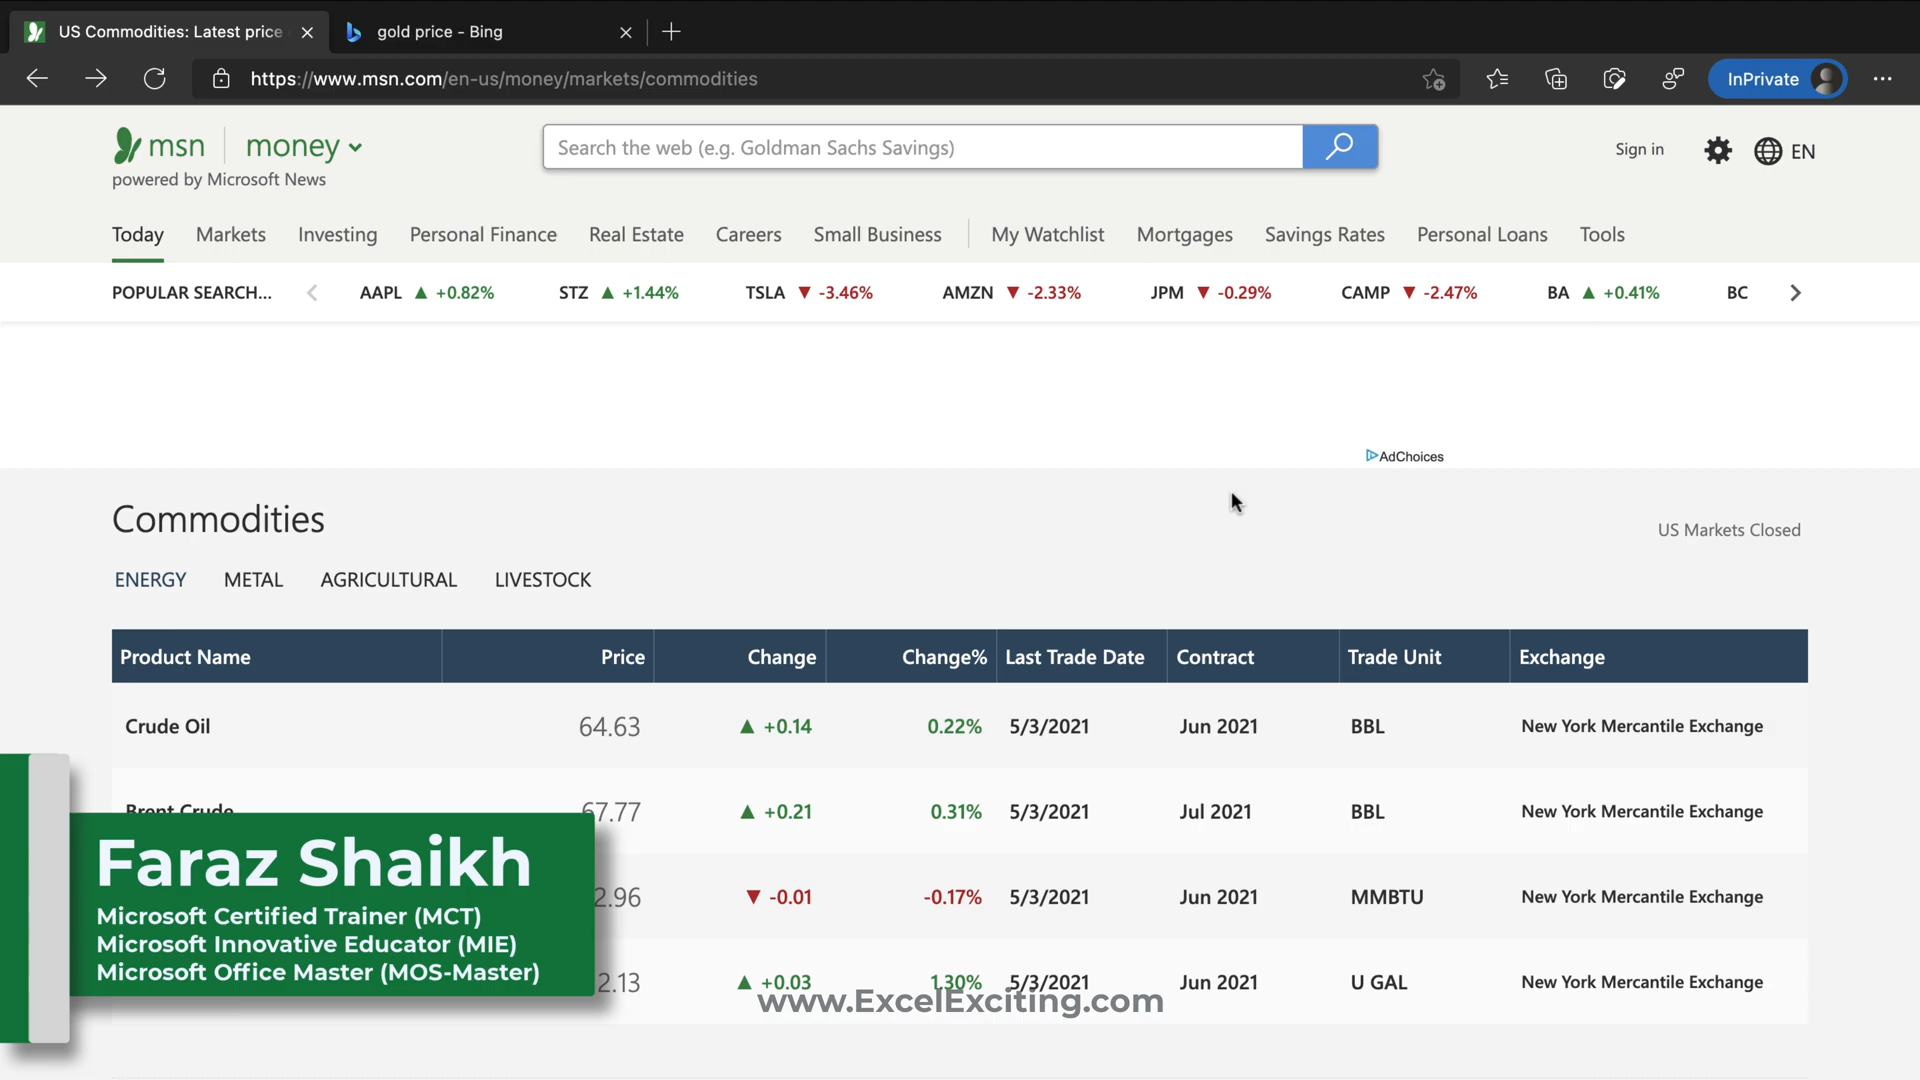 US Commodities: Latest price
gold price - Bing
https://www.msn.com/en-us/money/markets/commodities
InPrivate
msn money
powered by Microsoft News
Search the web (e.g. Goldman Sachs Savings)
Sign in
EN
Today Markets Investing Personal Finance Real Estate Careers Small Business My Watchlist Mortgages Savings Rates Personal Loans Tools
POPULAR SEARCH... AAPL ▲ +0.82% STZ ▲ +1.44% TSLA ▼ -3.46% AMZN ▼ -2.33% JPM ▼ -0.29% CAMP ▼ -2.47% BA ▲ +0.41% BC
AdChoices
Commodities
US Markets Closed
ENERGY METAL AGRICULTURAL LIVESTOCK
Product Name Price Change Change% Last Trade Date Contract Trade Unit Exchange
Crude Oil 64.63 ▲ +0.14 0.22% 5/3/2021 Jun 2021 BBL New York Mercantile Exchange
Brent Crude 67.77 ▲ +0.21 0.31% 5/3/2021 Jul 2021 BBL New York Mercantile Exchange
2.96 ▼ -0.01 -0.17% 5/3/2021 Jun 2021 MMBTU New York Mercantile Exchange
2.13 ▲ +0.03 1.30% 5/3/2021 Jun 2021 U GAL New York Mercantile Exchange
Faraz Shaikh
Microsoft Certified Trainer (MCT)
Microsoft Innovative Educator (MIE)
Microsoft Office Master (MOS-Master)
www.ExcelExciting.com